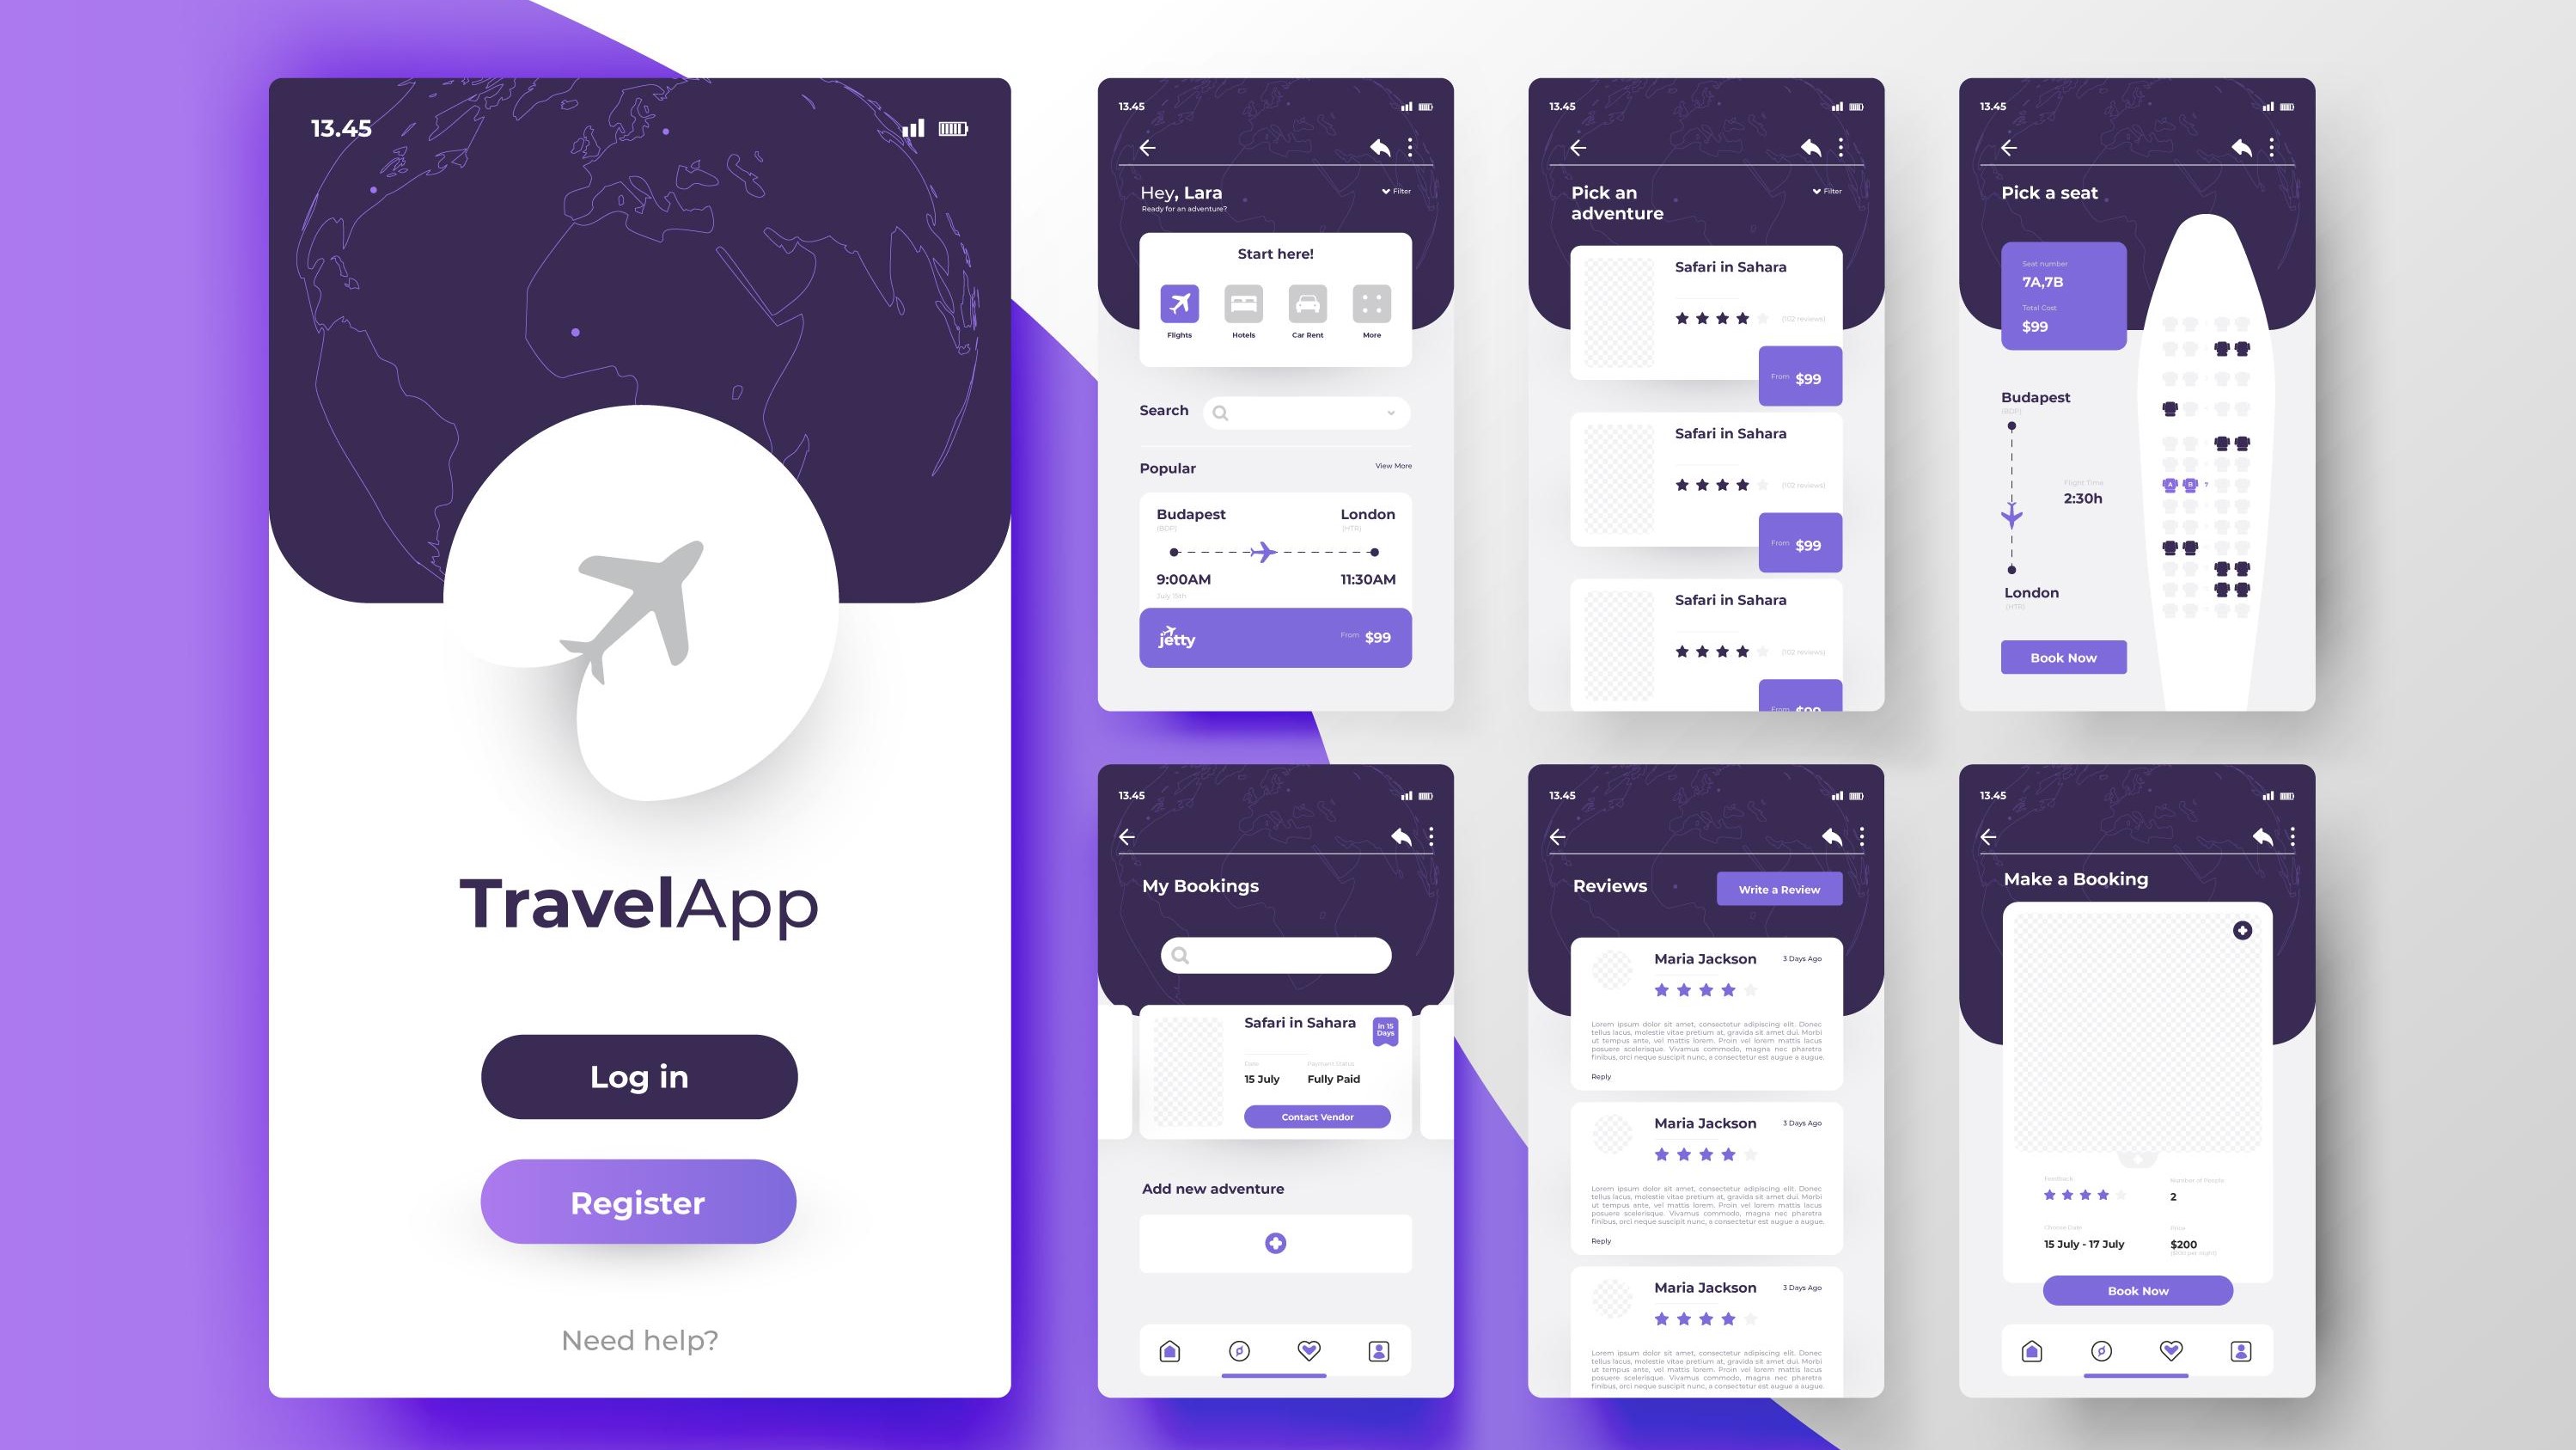 13.45
TravelApp
Log in
Register
Need help?
13.45
Hey, Lara
Filter
Ready for an adventure?
Start here!
Flights
Hotels
Car Rent
More
Search
Popular
View More
Budapest
London
(BDP)
(HTR)
9:00AM
11:30AM
July 15th
jetty
From $99
13.45
Pick an
adventure
Filter
Safari in Sahara
(102 reviews)
From $99
Safari in Sahara
(102 reviews)
From $99
Safari in Sahara
(102 reviews)
From $99
13.45
Pick a seat
Seat number
7A,7B
Total Cost
$99
Budapest
(BDP)
A B 7
Flight Time
2:30h
London
(HTR)
Book Now
13.45
My Bookings
Safari in Sahara
In 15
Days
Date
Payment Status
15 July
Fully Paid
Contact Vendor
Add new adventure
13.45
Reviews
Write a Review
Maria Jackson
3 Days Ago
Lorem ipsum dolor sit amet, consectetur adipiscing elit. Donec
tellus lacus, molestie vitae pretium at, gravida sit amet dui. Morbi
ut tempus ante, vel mattis lorem. Proin vel lorem mattis lacus
posuere scelerisque. Vivamus commodo, magna nec pharetra
finibus, orci neque suscipit nunc, a consectetur est augue a augue.
Reply
Maria Jackson
3 Days Ago
Lorem ipsum dolor sit amet, consectetur adipiscing elit. Donec
tellus lacus, molestie vitae pretium at, gravida sit amet dui. Morbi
ut tempus ante, vel mattis lorem. Proin vel lorem mattis lacus
posuere scelerisque. Vivamus commodo, magna nec pharetra
finibus, orci neque suscipit nunc, a consectetur est augue a augue.
Reply
Maria Jackson
3 Days Ago
Lorem ipsum dolor sit amet, consectetur adipiscing elit. Donec
tellus lacus, molestie vitae pretium at, gravida sit amet dui. Morbi
ut tempus ante, vel mattis lorem. Proin vel lorem mattis lacus
posuere scelerisque. Vivamus commodo, magna nec pharetra
finibus, orci neque suscipit nunc, a consectetur est augue a augue.
13.45
Make a Booking
Feedback
Number of People
2
Choose Date
Price
15 July - 17 July
$200
Book Now